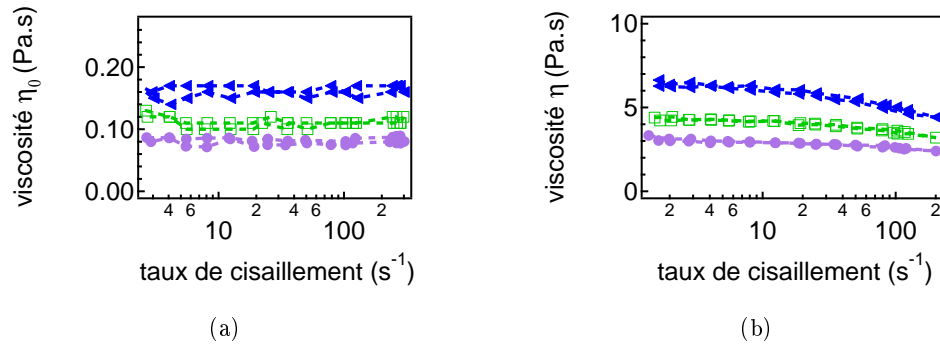 viscosité η₀ (Pa.s)
0.20
0.10
0.00
4 6 2 4 6 2
10 100
taux de cisaillement (s⁻¹)
(a)
viscosité η (Pa.s)
10
5
0
2 4 6 2 4 6 2
10 100
taux de cisaillement (s⁻¹)
(b)